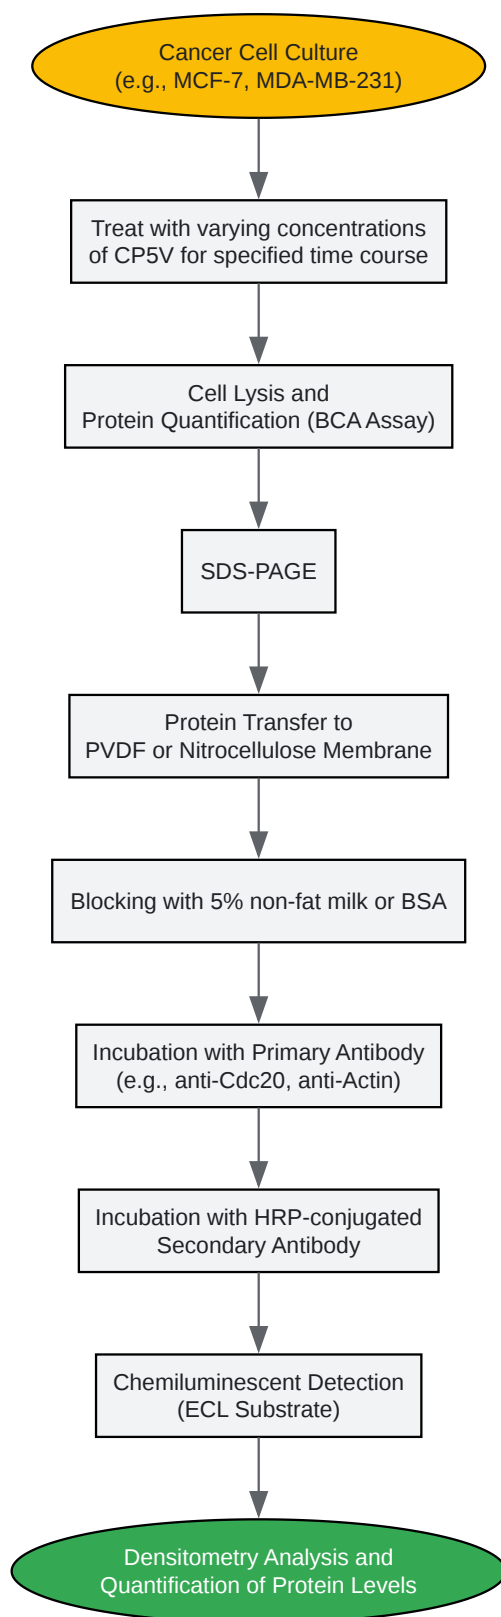 Cancer Cell Culture
(e.g., MCF-7, MDA-MB-231)
Treat with varying concentrations
of CP5V for specified time course
Cell Lysis and
Protein Quantification (BCA Assay)
SDS-PAGE
Protein Transfer to
PVDF or Nitrocellulose Membrane
Blocking with 5% non-fat milk or BSA
Incubation with Primary Antibody
(e.g., anti-Cdc20, anti-Actin)
Incubation with HRP-conjugated
Secondary Antibody
Chemiluminescent Detection
(ECL Substrate)
Densitometry Analysis and
Quantification of Protein Levels